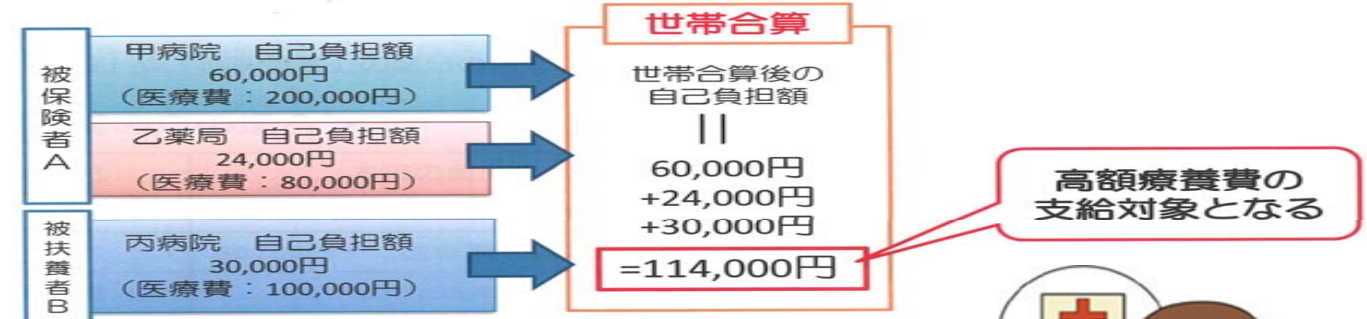 被保険者A
甲病院　自己負担額
60,000円
（医療費：200,000円）
乙薬局　自己負担額
24,000円
（医療費：80,000円）
被扶養者B
丙病院　自己負担額
30,000円
（医療費：100,000円）
世帯合算
世帯合算後の
自己負担額
||
60,000円
+24,000円
+30,000円
=114,000円
高額療養費の
支給対象となる